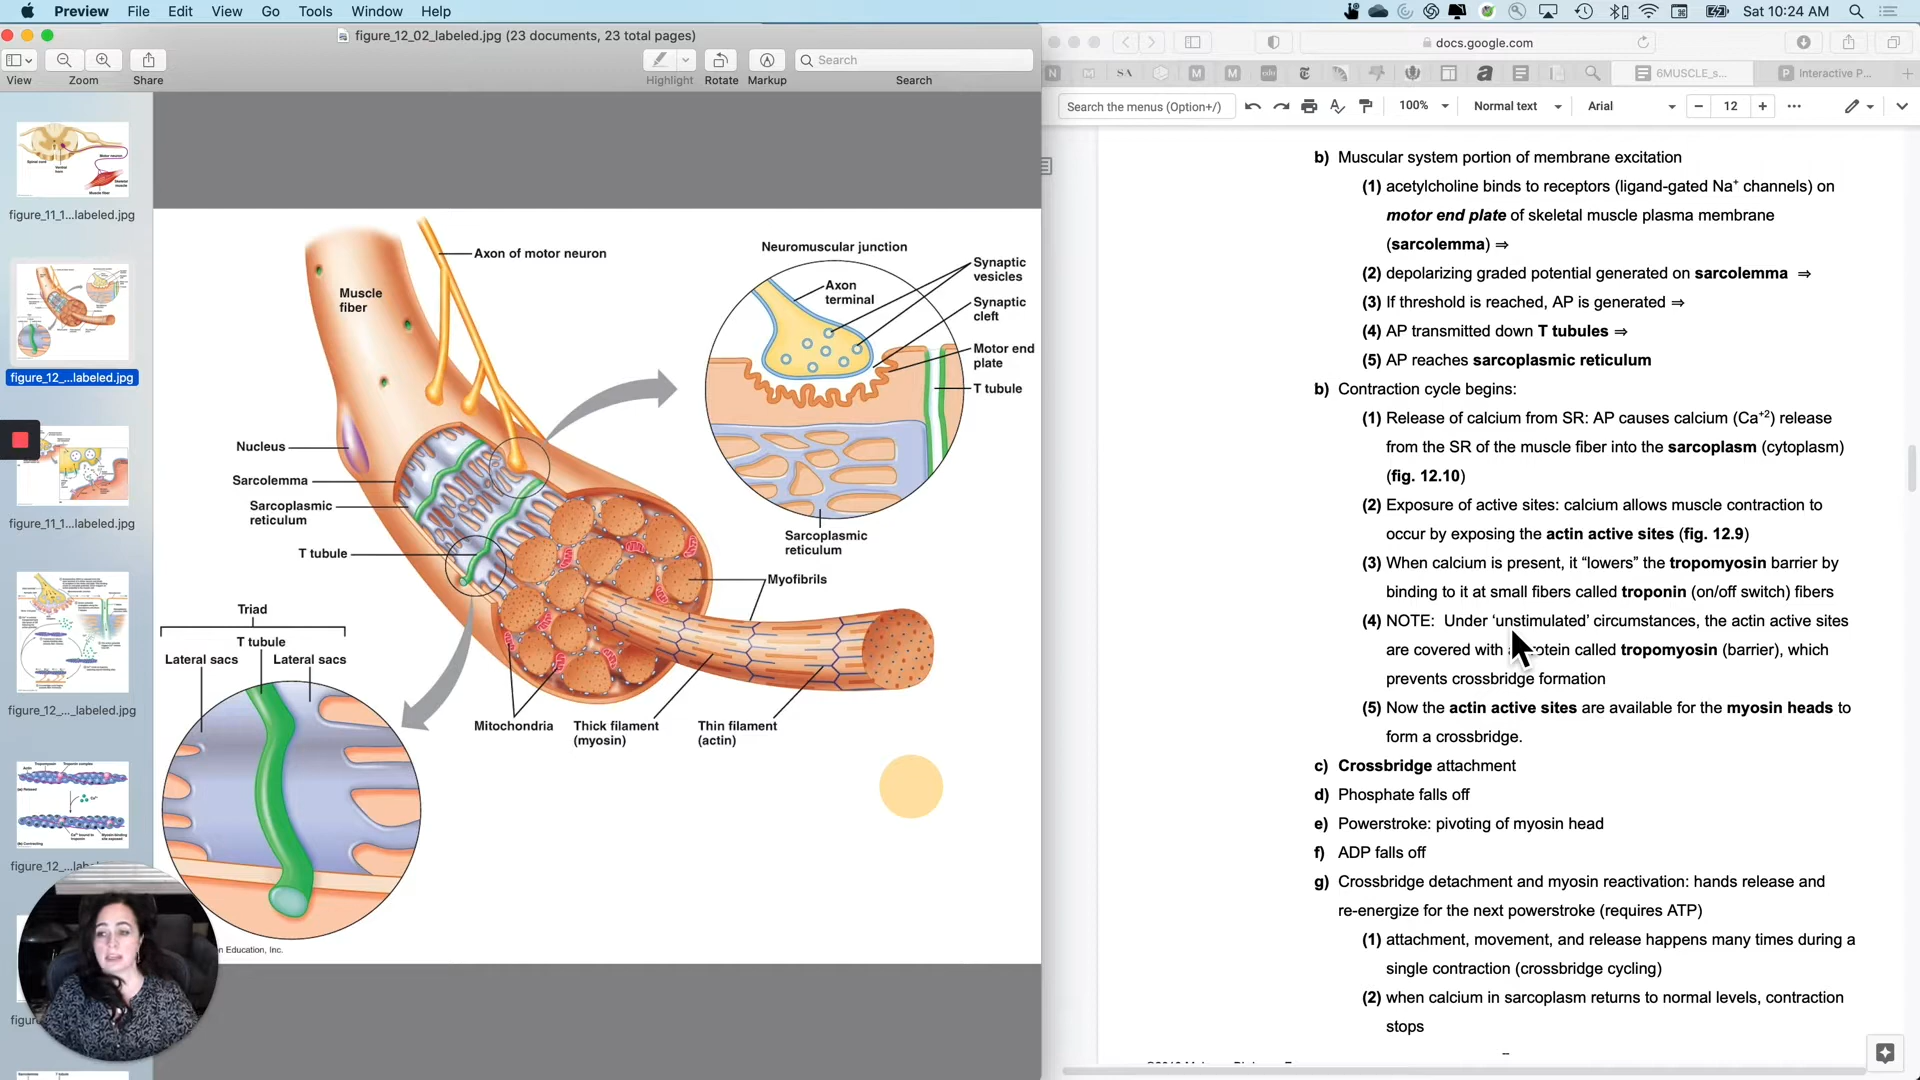 Preview File Edit View Go Tools Window Help
Sat 10:24 AM
figure_12_02_labeled.jpg (23 documents, 23 total pages)
View
Zoom
Share
Highlight
Rotate
Markup
Search
Search
docs.google.com
6MUSCLE_s...
Interactive P...
Search the menus (Option+/)
100%
Normal text
Arial
12
figure_11_1...labeled.jpg
figure_12_...labeled.jpg
figure_11_1...labeled.jpg
figure_12_..._labeled.jpg
Axon of motor neuron
Muscle
fiber
Nucleus
Sarcolemma
Sarcoplasmic
reticulum
T tubule
Triad
T tubule
Lateral sacs
Lateral sacs
Neuromuscular junction
Synaptic
vesicles
Axon
terminal
Synaptic
cleft
Motor end
plate
T tubule
Sarcoplasmic
reticulum
Myofibrils
Mitochondria
Thick filament
(myosin)
Thin filament
(actin)
Education, Inc.
b) Muscular system portion of membrane excitation
(1) acetylcholine binds to receptors (ligand-gated Na⁺ channels) on
motor end plate of skeletal muscle plasma membrane
(sarcolemma) ⇒
(2) depolarizing graded potential generated on sarcolemma ⇒
(3) If threshold is reached, AP is generated ⇒
(4) AP transmitted down T tubules ⇒
(5) AP reaches sarcoplasmic reticulum
b) Contraction cycle begins:
(1) Release of calcium from SR: AP causes calcium (Ca⁺²) release
from the SR of the muscle fiber into the sarcoplasm (cytoplasm)
(fig. 12.10)
(2) Exposure of active sites: calcium allows muscle contraction to
occur by exposing the actin active sites (fig. 12.9)
(3) When calcium is present, it “lowers” the tropomyosin barrier by
binding to it at small fibers called troponin (on/off switch) fibers
(4) NOTE: Under ‘unstimulated’ circumstances, the actin active sites
are covered with called tropomyosin (barrier), which
prevents crossbridge formation
(5) Now the actin active sites are available for the myosin heads to
form a crossbridge.
c) Crossbridge attachment
d) Phosphate falls off
e) Powerstroke: pivoting of myosin head
f) ADP falls off
g) Crossbridge detachment and myosin reactivation: hands release and
re-energize for the next powerstroke (requires ATP)
(1) attachment, movement, and release happens many times during a
single contraction (crossbridge cycling)
(2) when calcium in sarcoplasm returns to normal levels, contraction
stops